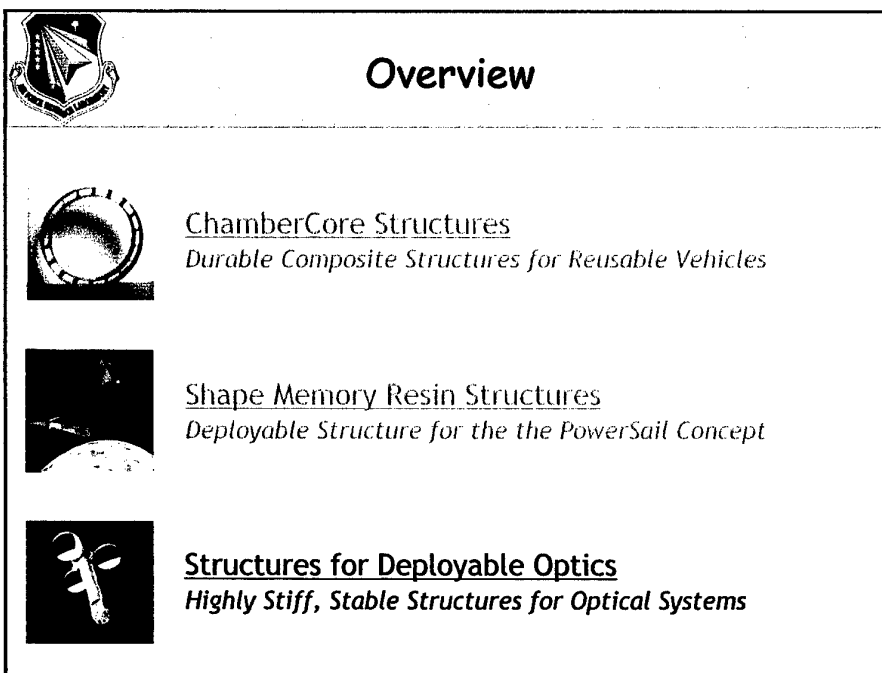 Overview
ChamberCore Structures
Durable Composite Structures for Reusable Vehicles
Shape Memory Resin Structures
Deployable Structure for the the PowerSail Concept
Structures for Deployable Optics
Highly Stiff, Stable Structures for Optical Systems